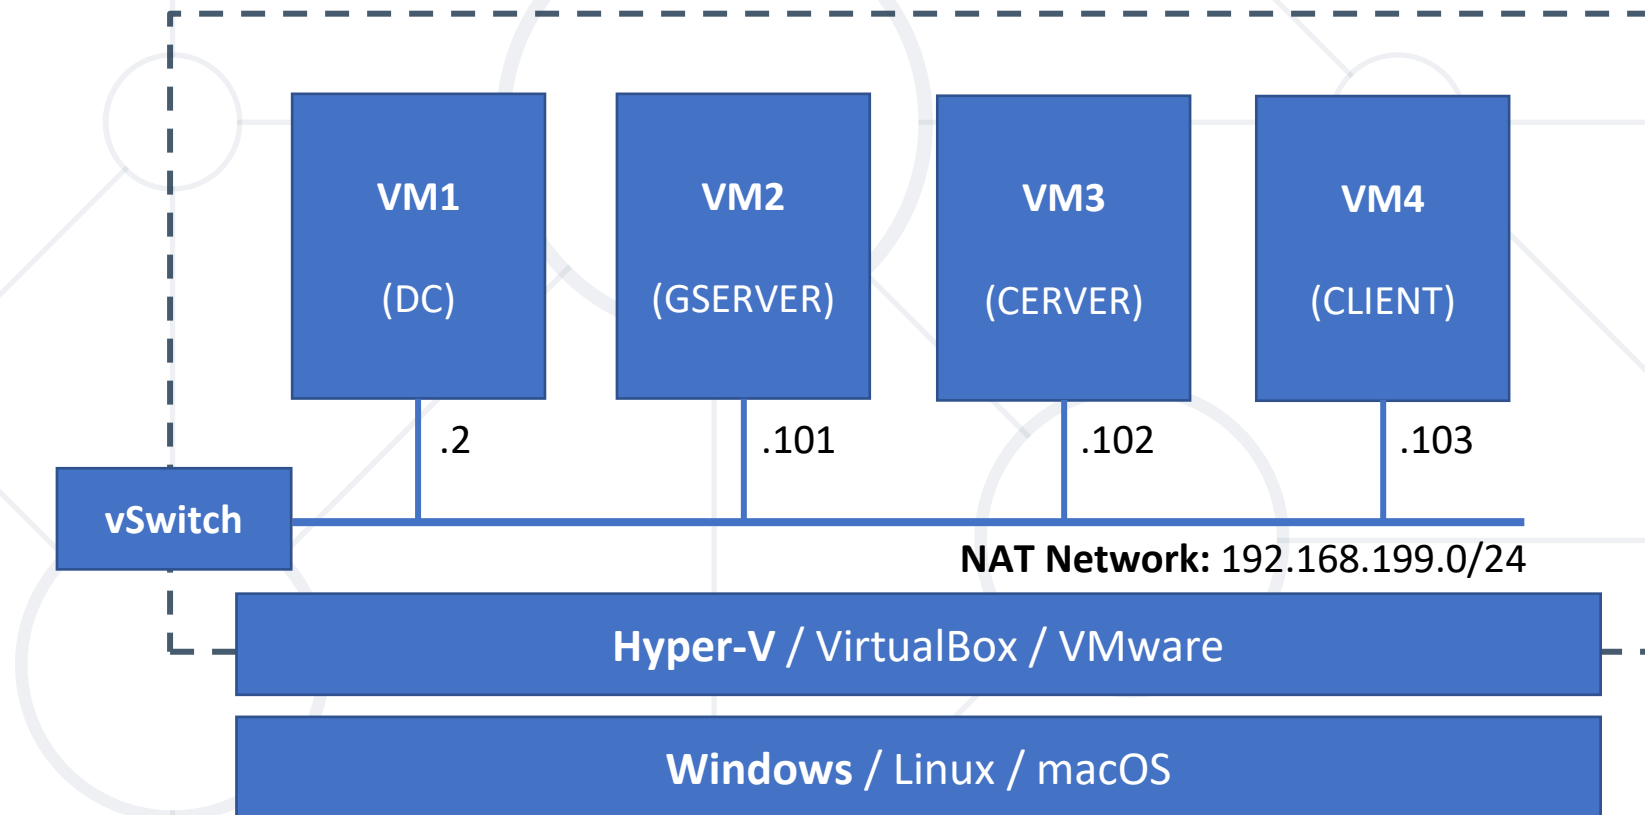 VM1
(DC)
VM2
(GSERVER)
VM3
(CERVER)
VM4
(CLIENT)
.2
.101
.102
.103
vSwitch
NAT Network: 192.168.199.0/24
Hyper-V / VirtualBox / VMware
Windows / Linux / macOS